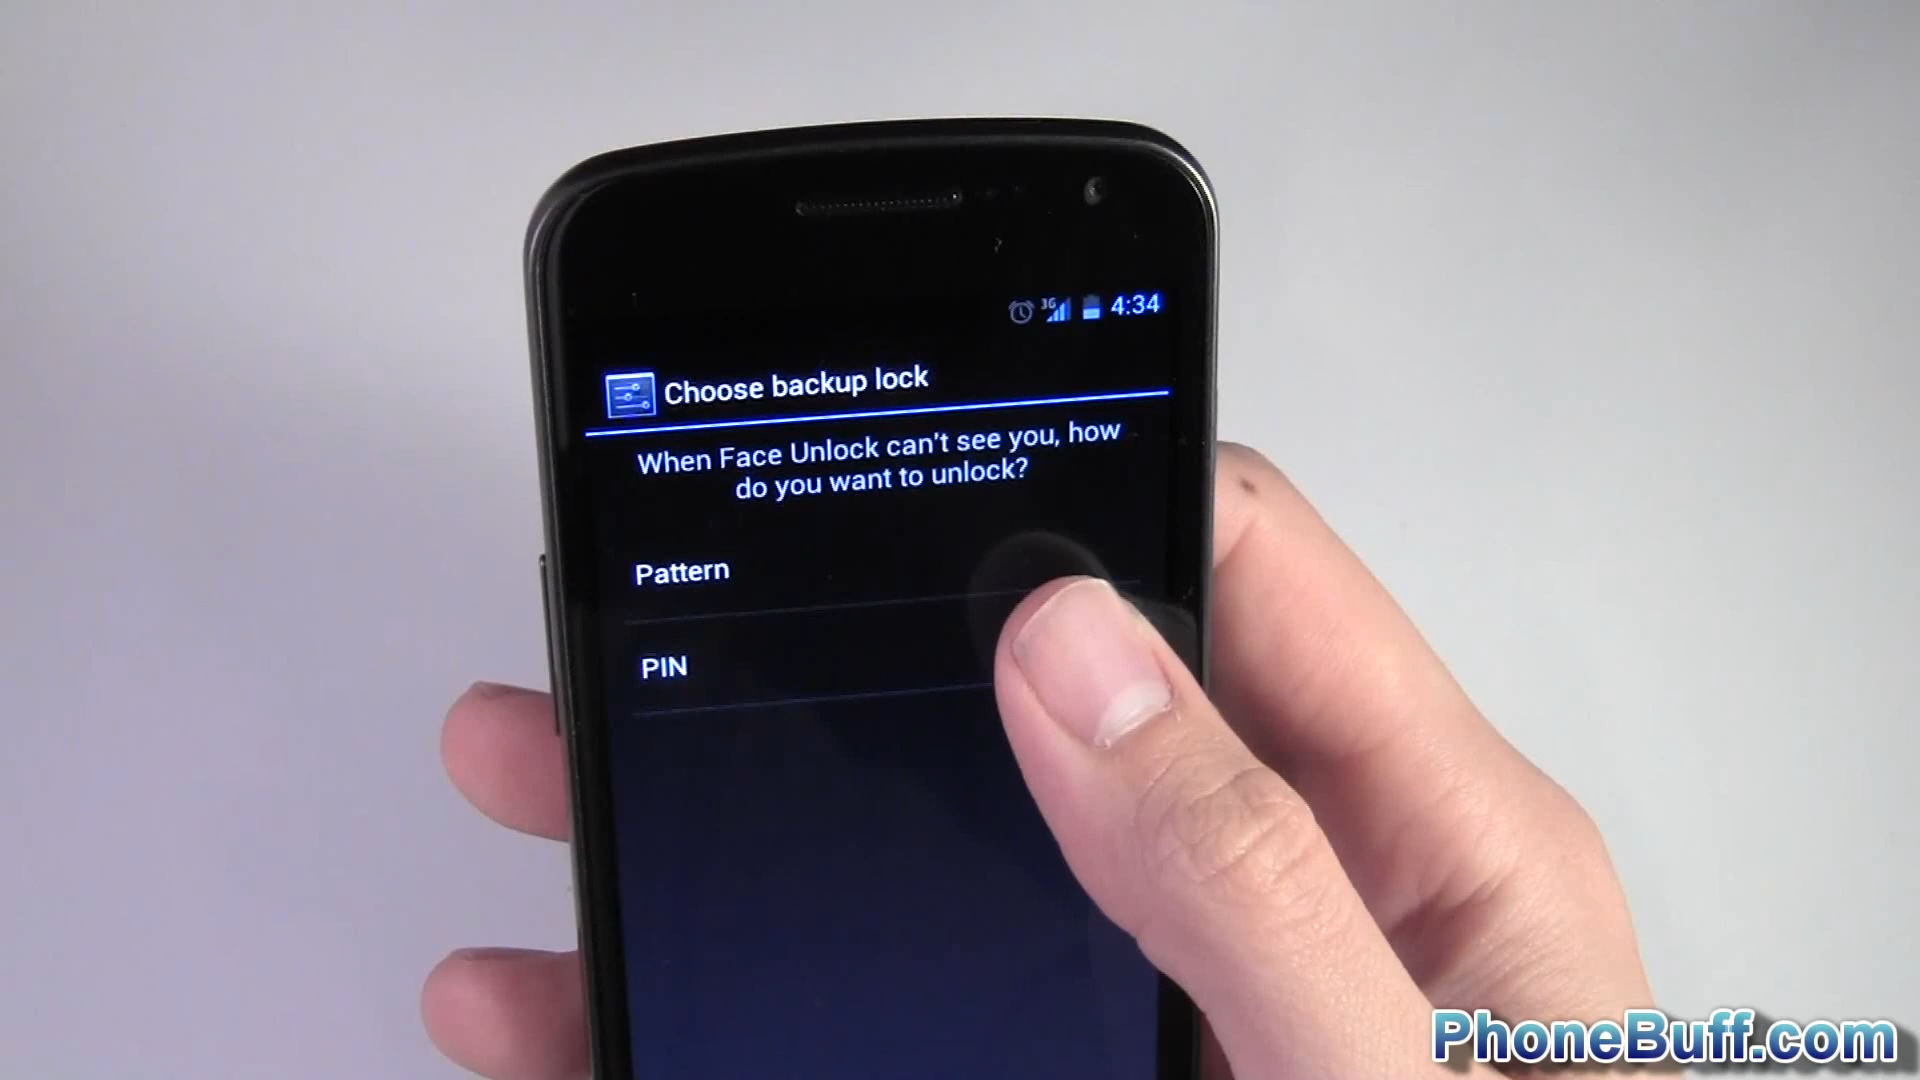 3G 4:34
Choose backup lock
When Face Unlock can't see you, how
do you want to unlock?
Pattern
PIN
PhoneBuff.com